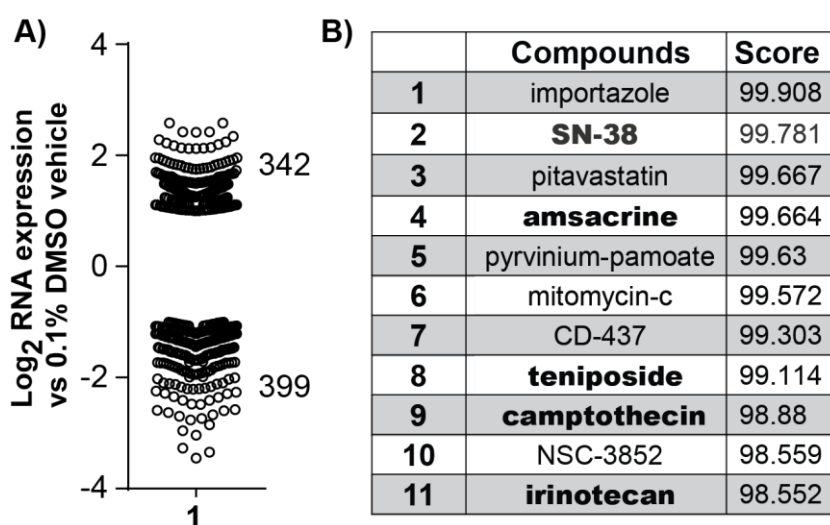 A)
Log2 RNA expression
vs 0.1% DMSO vehicle
4
2
0
-2
-4
342
399
1
B)
Compounds Score
1 importazole 99.908
2 SN-38 99.781
3 pitavastatin 99.667
4 amsacrine 99.664
5 pyrvinium-pamoate 99.63
6 mitomycin-c 99.572
7 CD-437 99.303
8 teniposide 99.114
9 camptothecin 98.88
10 NSC-3852 98.559
11 irinotecan 98.552